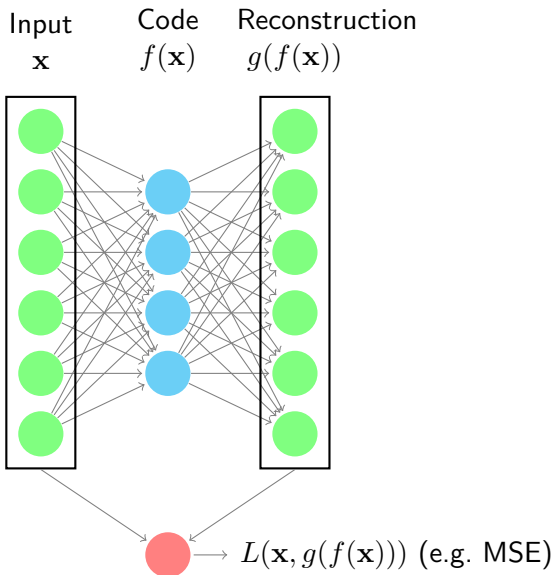 Input Code Reconstruction
x f(x) g(f(x))
L(x, g(f(x))) (e.g. MSE)